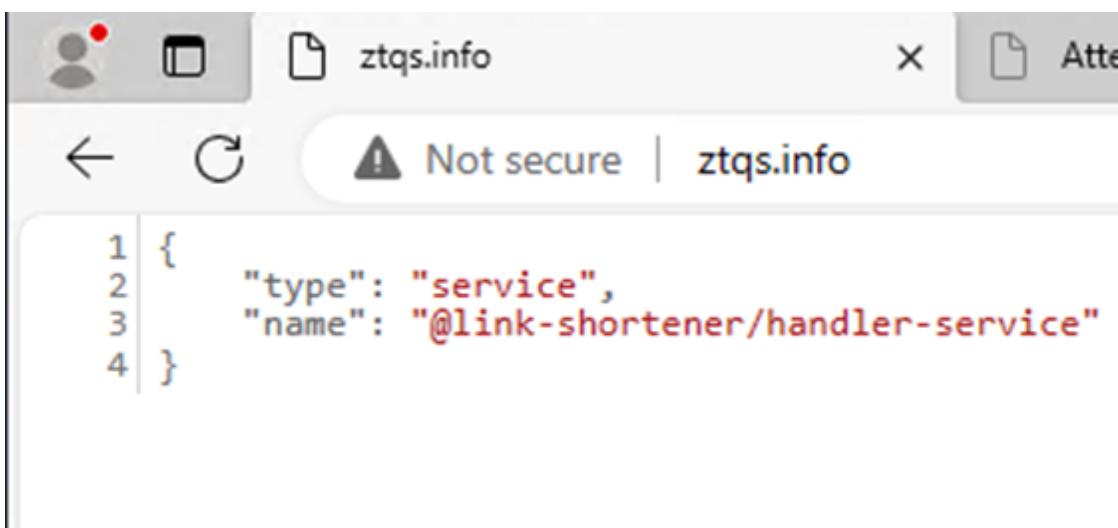 ztqs.info
Atte
Not secure | ztqs.info
1 {
2 "type": "service",
3 "name": "@link-shortener/handler-service"
4 }